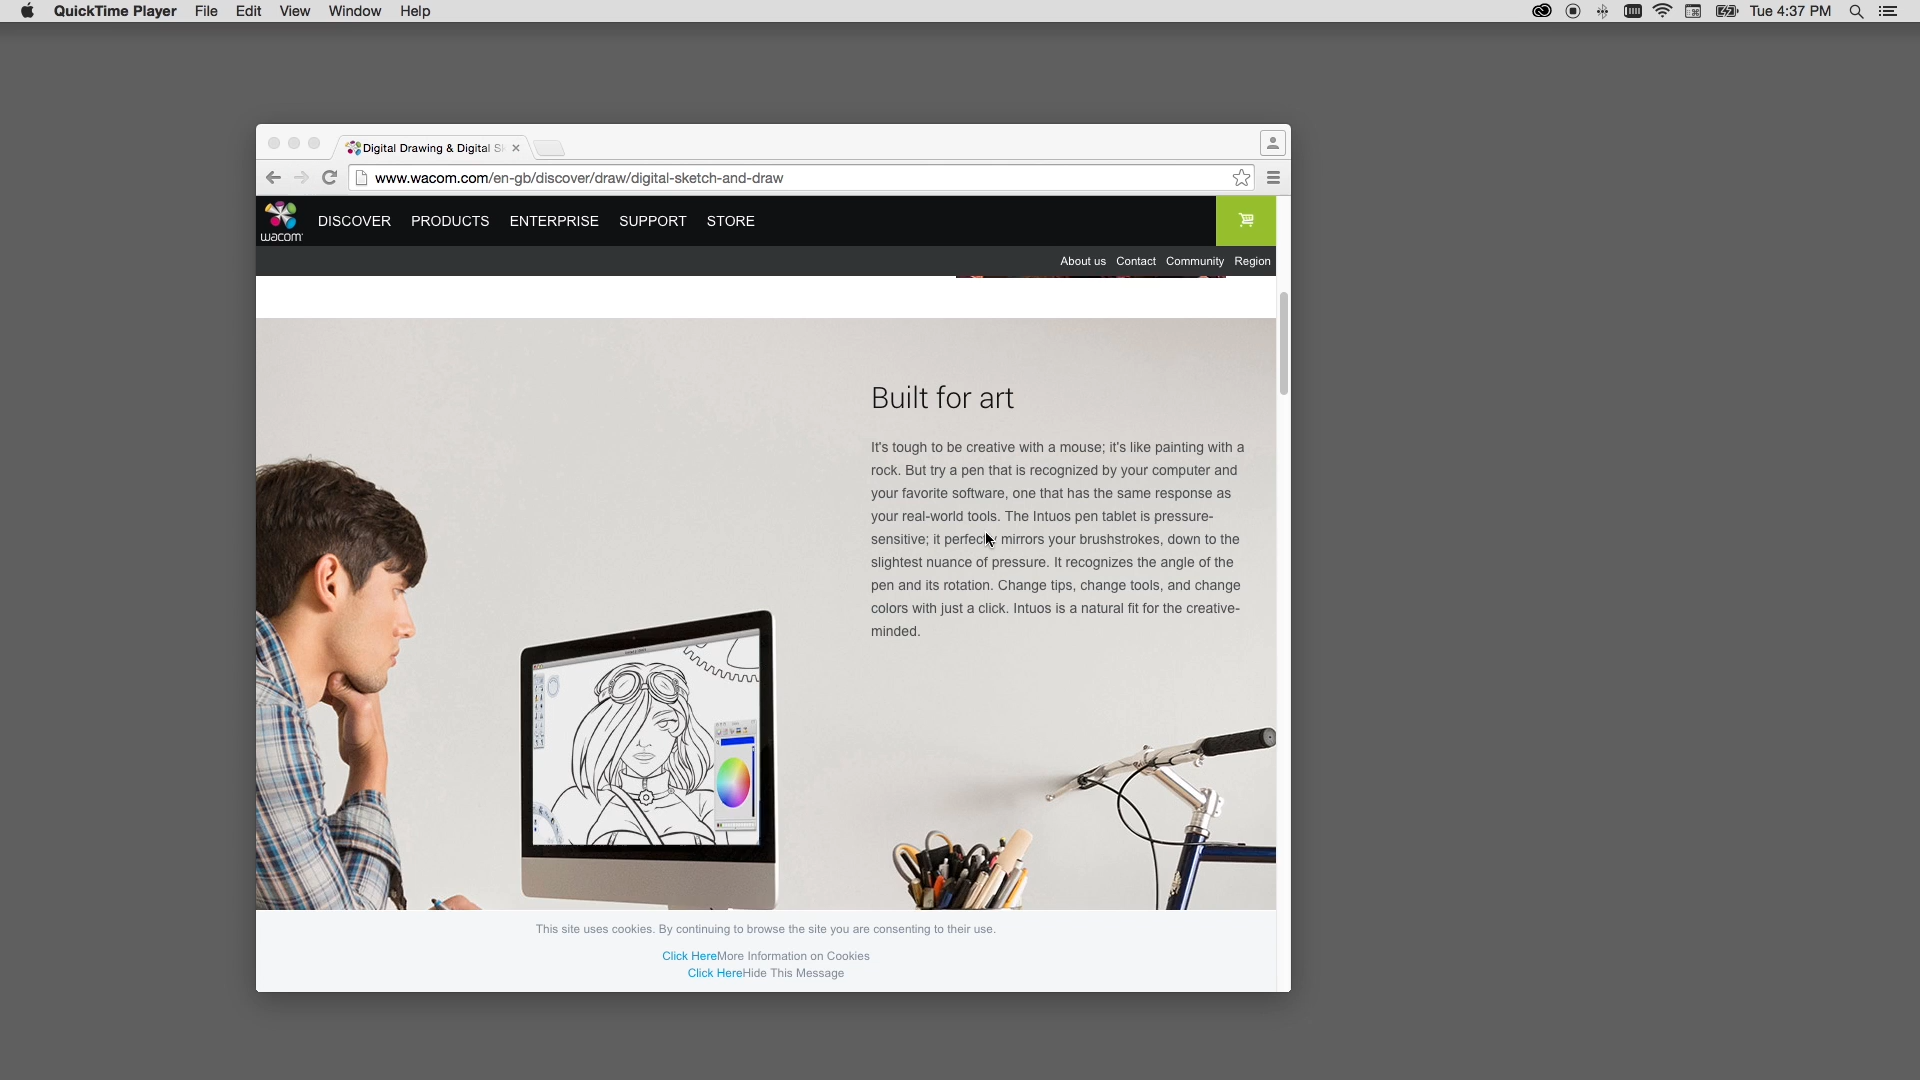 QuickTime Player File Edit View Window Help
Tue 4:37 PM
Digital Drawing & Digital S
www.wacom.com/en-gb/discover/draw/digital-sketch-and-draw
wacom
DISCOVER PRODUCTS ENTERPRISE SUPPORT STORE
About us Contact Community Region
Built for art
It's tough to be creative with a mouse; it's like painting with a
rock. But try a pen that is recognized by your computer and
your favorite software, one that has the same response as
your real-world tools. The Intuos pen tablet is pressure-
sensitive; it perfectly mirrors your brushstrokes, down to the
slightest nuance of pressure. It recognizes the angle of the
pen and its rotation. Change tips, change tools, and change
colors with just a click. Intuos is a natural fit for the creative-
minded.
This site uses cookies. By continuing to browse the site you are consenting to their use.
Click HereMore Information on Cookies
Click HereHide This Message